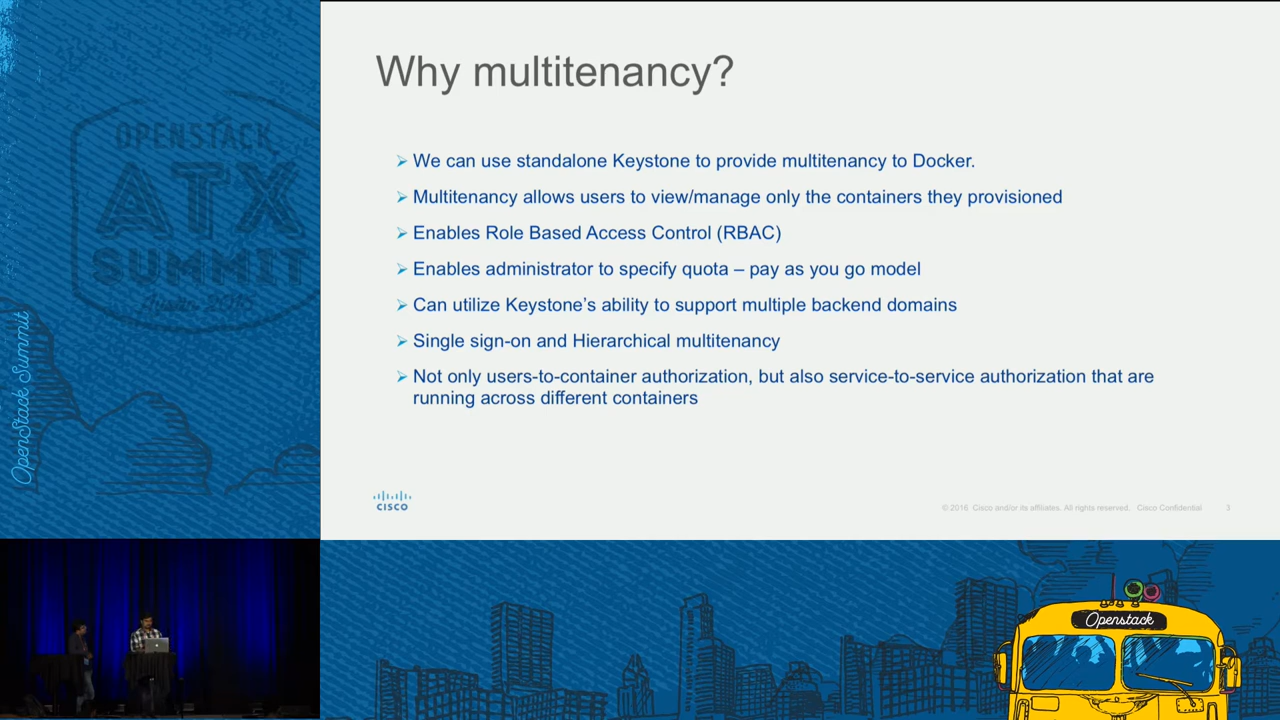 Why multitenancy?
We can use standalone Keystone to provide multitenancy to Docker.
Multitenancy allows users to view/manage only the containers they provisioned
Enables Role Based Access Control (RBAC)
Enables administrator to specify quota – pay as you go model
Can utilize Keystone’s ability to support multiple backend domains
Single sign-on and Hierarchical multitenancy
Not only users-to-container authorization, but also service-to-service authorization that are
running across different containers
CISCO
© 2016 Cisco and/or its affiliates. All rights reserved. Cisco Confidential 3
OPENSTACK
ATX
SUMMIT
Austin 2016
OpenStack Summit
Openstack